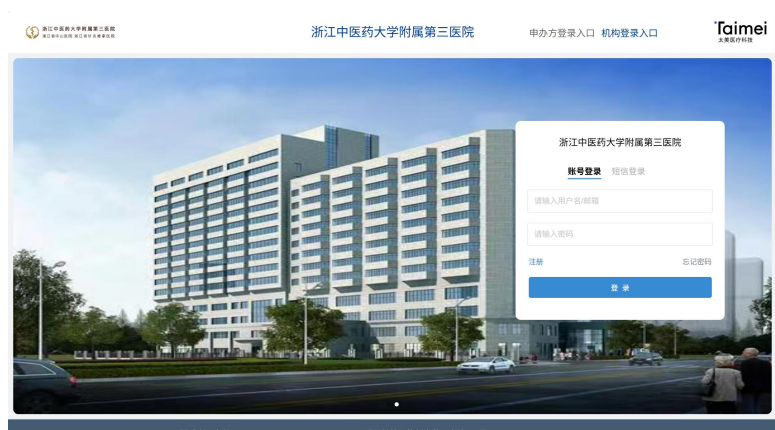 浙江中医药大学附属第三医院
浙江中医药大学附属第三医院
申办方登录入口 机构登录入口
Taimei
太美医疗科技
浙江中医药大学附属第三医院
账号登录 短信登录
请输入用户名/邮箱
请输入密码
注册 忘记密码
登 录